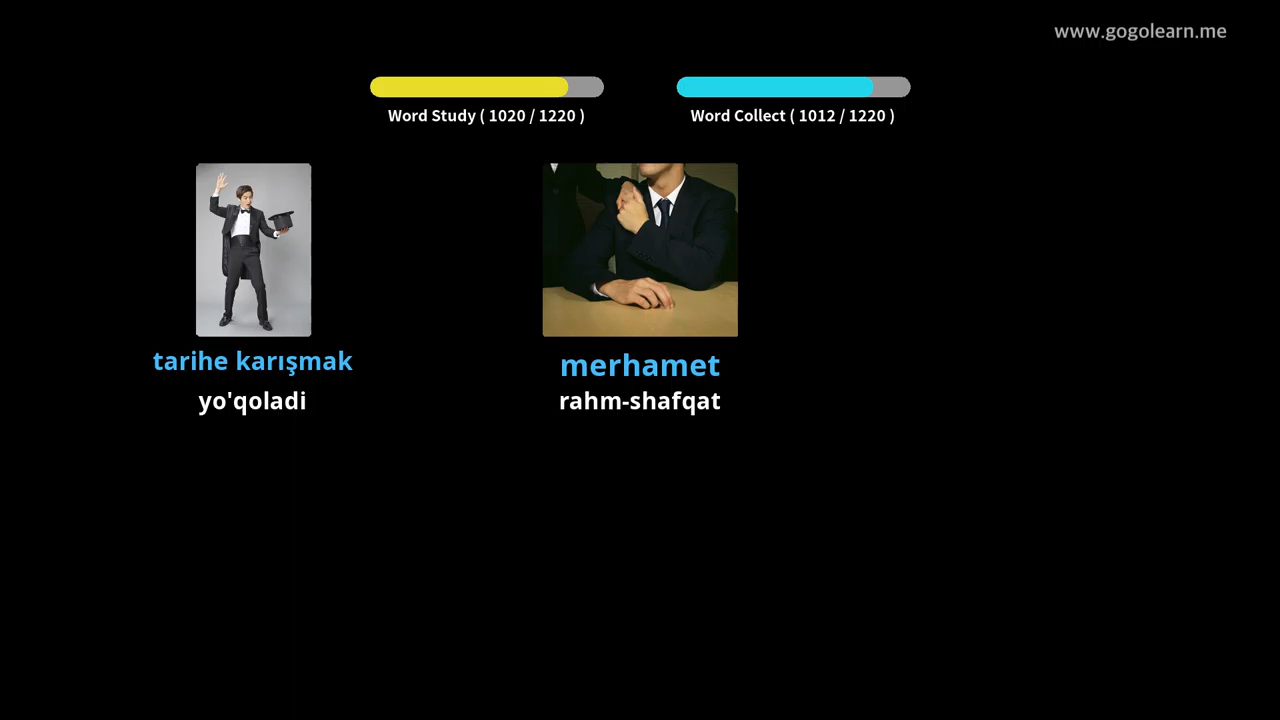 www.gogolearn.me
Word Study ( 1020 / 1220 )
Word Collect ( 1012 / 1220 )
tarihe karışmak
yo'qoladi
merhamet
rahm-shafqat